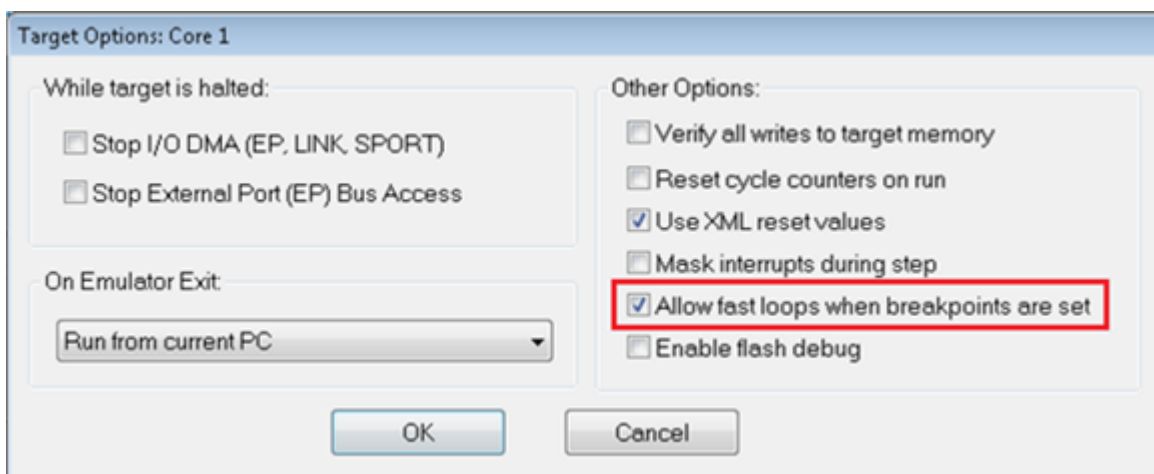 Target Options: Core 1
While target is halted:
Stop I/O DMA (EP, LINK, SPORT)
Stop External Port (EP) Bus Access
On Emulator Exit:
Run from current PC
Other Options:
Verify all writes to target memory
Reset cycle counters on run
Use XML reset values
Mask interrupts during step
Allow fast loops when breakpoints are set
Enable flash debug
OK
Cancel